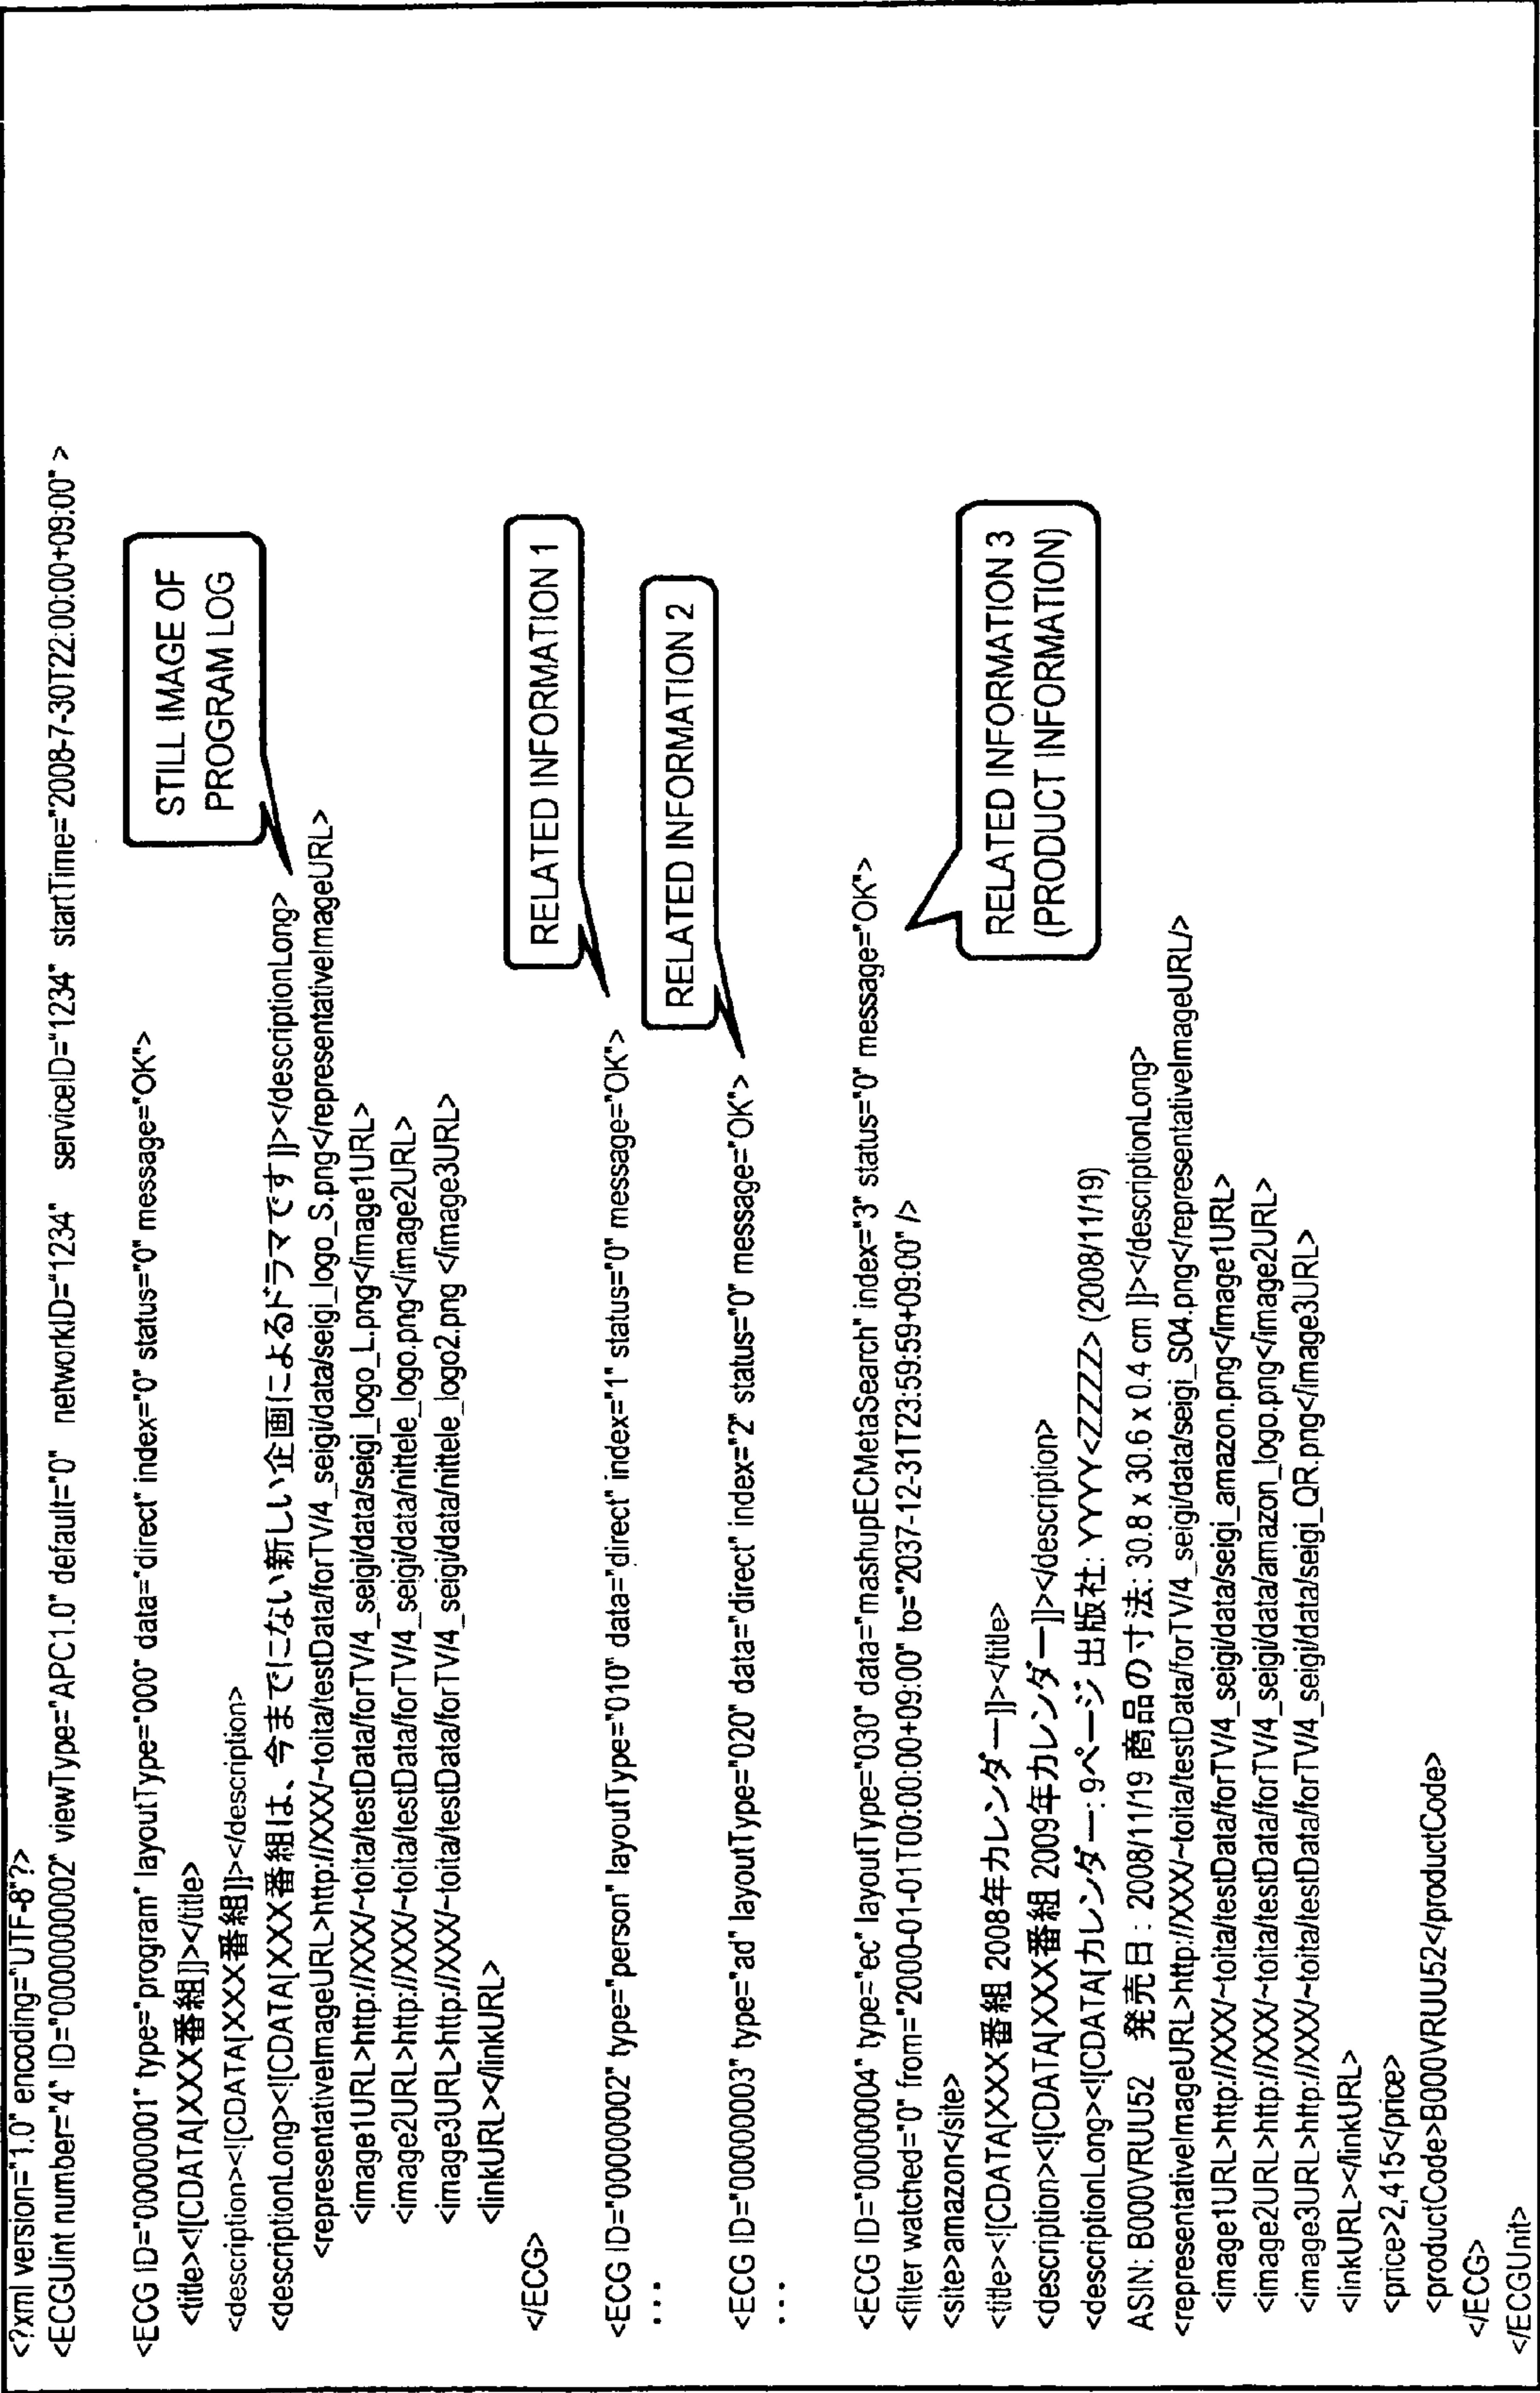 <?xml version="1.0" encoding="UTF-8"?>
<ECGUint number="4" ID="0000000002" viewType="APC1.0" default="0" networkID="1234" serviceID="1234" startTime="2008-7-30T22:00:00+09:00" >
<ECG ID="00000001" type="program" layoutType="000" data="direct" index="0" status="0" message="OK">
<title><![CDATA[XXX番組]]></title>
<description><![CDATA[XXX番組]]></description>
<descriptionLong><![CDATA[XXX番組は、今までにない新しい企画によるドラマです]]></descriptionLong>
STILL IMAGE OF
PROGRAM LOG
<representativeImageURL>http://XXX/~toita/testData/forTV/4_seigi/data/seigi_logo_S.png</representativeImageURL>
<image1URL>http://XXX/~toita/testData/forTV/4_seigi/data/seigi_logo_L.png</image1URL>
<image2URL>http://XXX/~toita/testData/forTV/4_seigi/data/nittele_logo.png</image2URL>
<image3URL>http://XXX/~toita/testData/forTV/4_seigi/data/nittele_logo2.png </image3URL>
<linkURL></linkURL>
</ECG>
RELATED INFORMATION 1
<ECG ID="00000002" type="person" layoutType="010" data="direct" index="1" status="0" message="OK">
...
RELATED INFORMATION 2
<ECG ID="00000003" type="ad" layoutType="020" data="direct" index="2" status="0" message="OK">
...
<ECG ID="00000004" type="ec" layoutType="030" data="mashupECMetaSearch" index="3" status="0" message="OK">
<filter watched="0" from="2000-01-01T00:00:00+09:00" to="2037-12-31T23:59:59+09:00" />
<site>amazon</site>
RELATED INFORMATION 3
(PRODUCT INFORMATION)
<title><![CDATA[XXX番組 2008年カレンダー]]></title>
<description><![CDATA[XXX番組 2009年カレンダー]]></description>
<descriptionLong><![CDATA[カレンダー: 9ページ 出版社: YYYY<ZZZZ> (2008/11/19)
ASIN: B000VRUU52 発売日 : 2008/11/19 商品の寸法: 30.8 x 30.6 x 0.4 cm ]]></descriptionLong>
<representativeImageURL>http://XXX/~toita/testData/forTV/4_seigi/data/seigi_S04.png</representativeImageURL/>
<image1URL>http://XXX/~toita/testData/forTV/4_seigi/data/seigi_amazon.png</image1URL>
<image2URL>http://XXX/~toita/testData/forTV/4_seigi/data/amazon_logo.png</image2URL>
<image3URL>http://XXX/~toita/testData/forTV/4_seigi/data/seigi_QR.png</image3URL>
<linkURL></linkURL>
<price>2,415</price>
<productCode>B000VRUU52</productCode>
</ECG>
</ECGUnit>